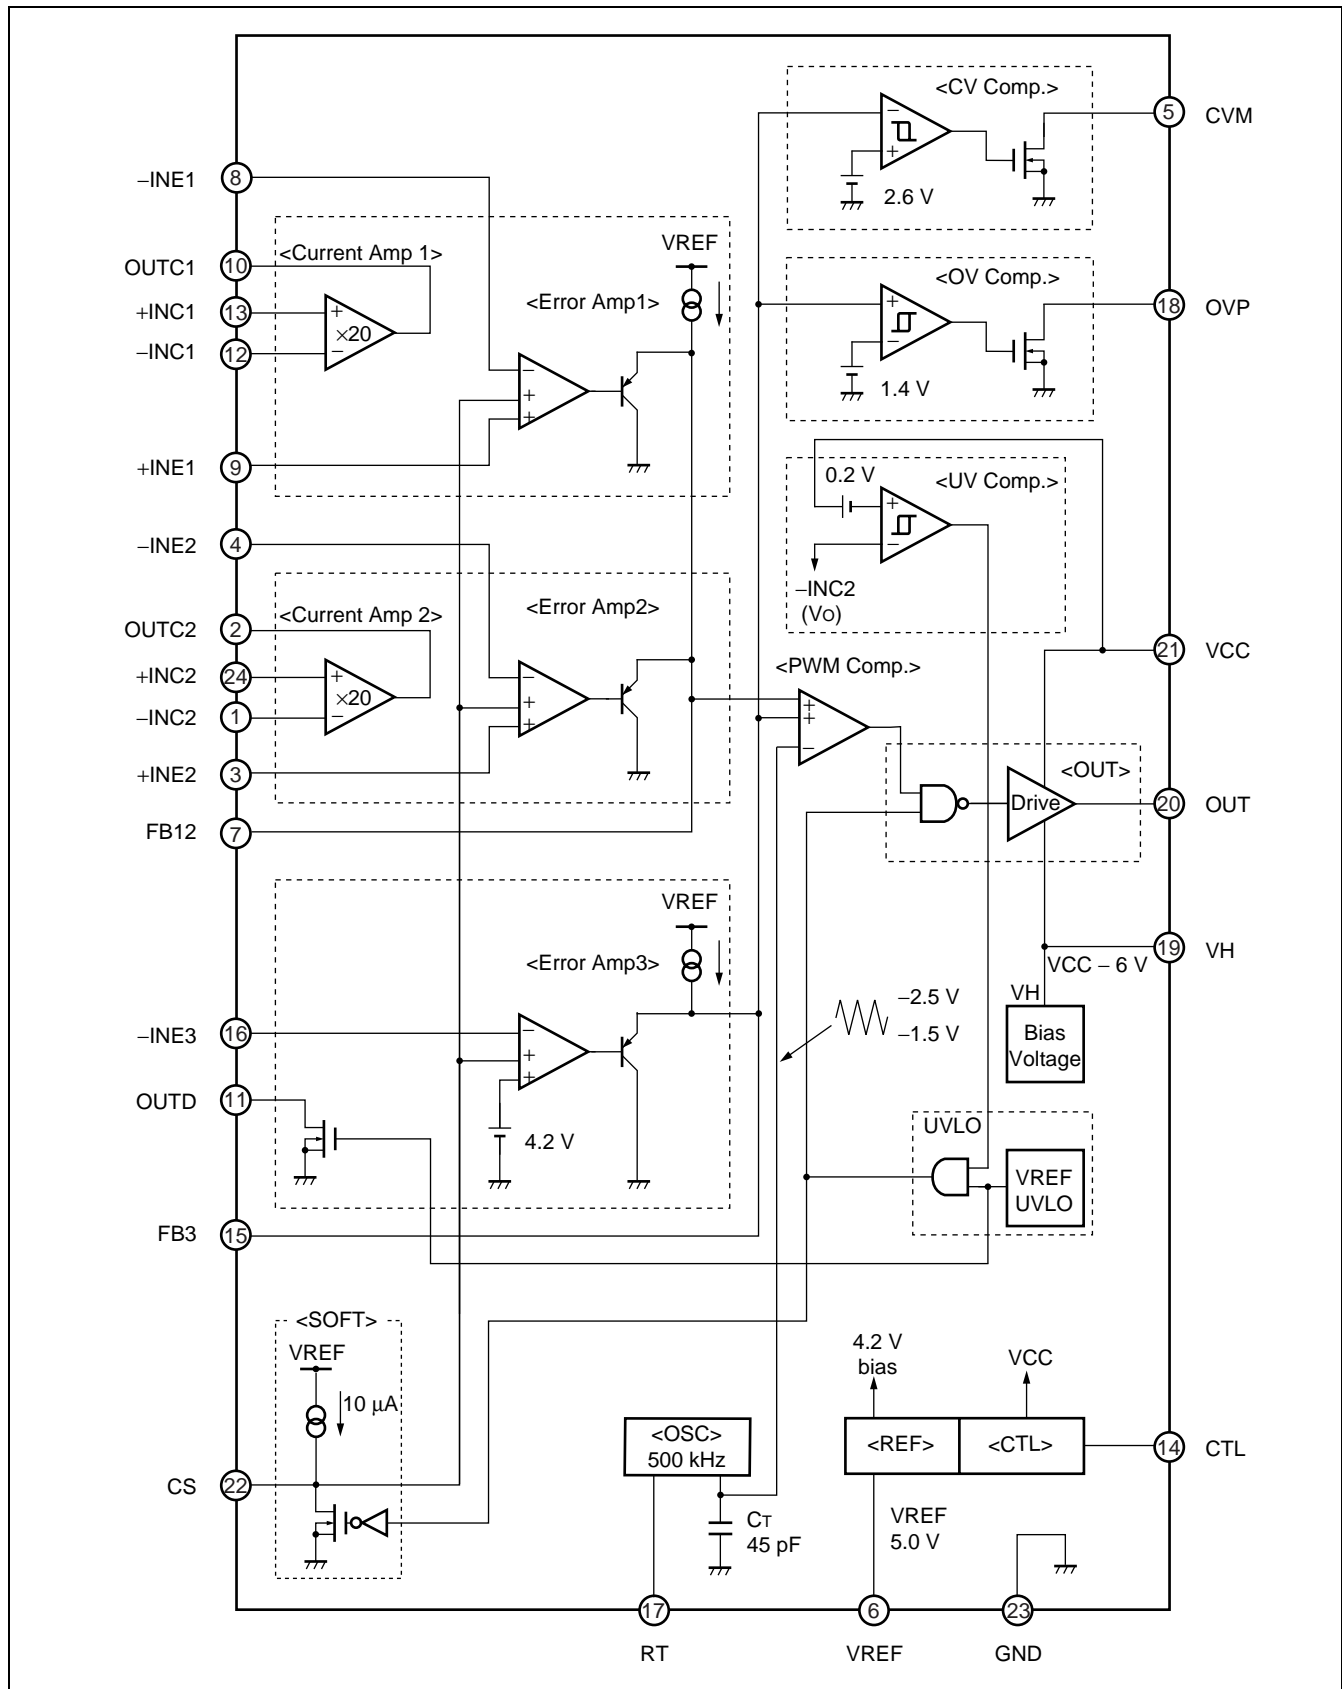 <CV Comp.>
5 CVM
−
+
2.6 V
−INE1 8
<Current Amp 1>
VREF
OUTC1 10
<Error Amp1>
+INC1 13
+
×20
−
−INC1 12
−
+
+
+INE1 9
<OV Comp.>
18 OVP
+
−
1.4 V
0.2 V
<UV Comp.>
+
−
−INC2
(VO)
−INE2 4
<Current Amp 2>
<Error Amp2>
OUTC2 2
+INC2 24
+
×20
−
−INC2 1
−
+
+
+INE2 3
FB12 7
21 VCC
<PWM Comp.>
+
+
−
<OUT>
Drive
20 OUT
19 VH
VCC − 6 V
VH
Bias
Voltage
VREF
<Error Amp3>
−2.5 V
−1.5 V
−INE3 16
−
+
+
OUTD 11
4.2 V
UVLO
VREF
UVLO
FB3 15
<SOFT>
VREF
10 µA
CS 22
<OSC>
500 kHz
CT
45 pF
4.2 V
bias
VCC
<REF>
<CTL>
14 CTL
VREF
5.0 V
17
6
23
RT
VREF
GND